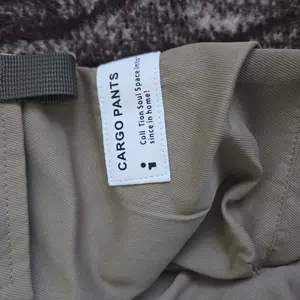 CARGO PANTS
Coll Tion Soul Space Into
since in home!